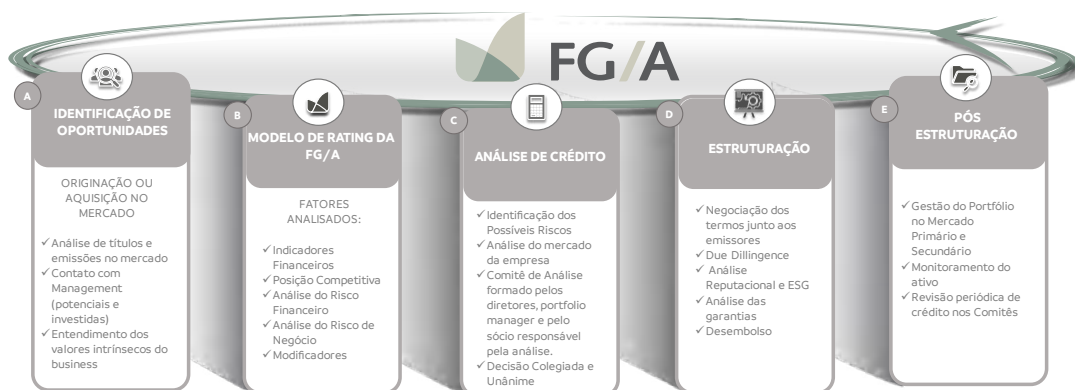 FG/A
A
IDENTIFICAÇÃO DE
OPORTUNIDADES
ORIGINAÇÃO OU
AQUISIÇÃO NO
MERCADO
✓Análise de títulos e
emissões no mercado
✓Contato com
Management
(potenciais e
investidas)
✓Entendimento dos
valores intrínsecos do
business
B
MODELO DE RATING DA
FG/A
FATORES
ANALISADOS:
✓Indicadores
Financeiros
✓Posição Competitiva
✓Análise do Risco
Financeiro
✓Análise do Risco de
Negócio
✓Modificadores
C
ANÁLISE DE CRÉDITO
✓Identificação dos
Possíveis Riscos
✓Análise do mercado
da empresa
✓Comitê de Análise
formado pelos
diretores, portfolio
manager e pelo
sócio responsável
pela análise.
✓Decisão Colegiada e
Unânime
D
ESTRUTURAÇÃO
✓Negociação dos
termos junto aos
emissores
✓Due Dillingence
✓ Análise
Reputacional e ESG
✓Análise das
garantias
✓Desembolso
E
PÓS
ESTRUTURAÇÃO
✓Gestão do Portfólio
no Mercado
Primário e
Secundário
✓Monitoramento do
ativo
✓Revisão periódica de
crédito nos Comitês